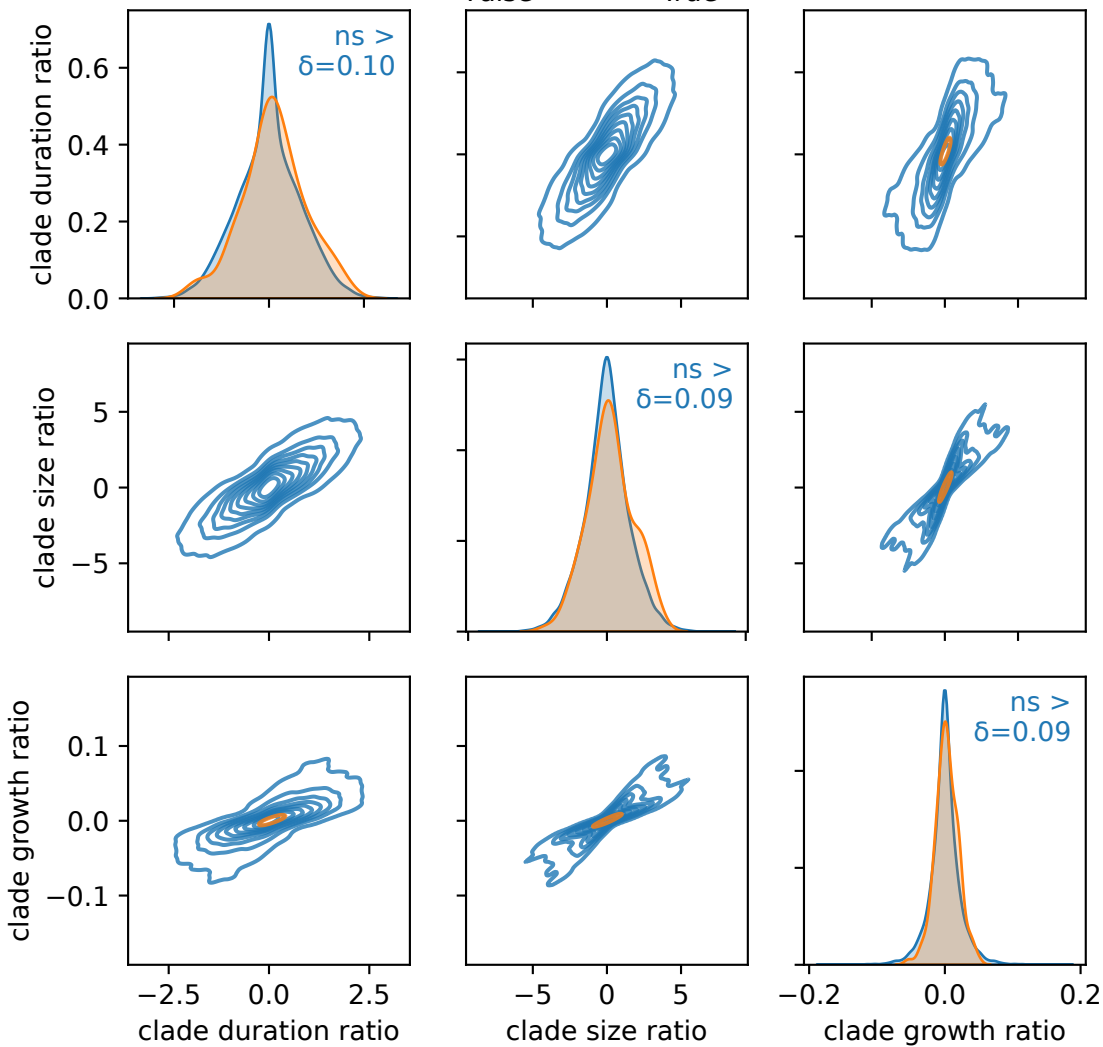 clade duration ratio
0.6
0.4
0.2
0.0
ns >
δ=0.10
clade size ratio
5
0
−5
ns >
δ=0.09
clade growth ratio
0.1
0.0
−0.1
ns >
δ=0.09
−2.5 0.0 2.5
−5 0 5
−0.2 0.0 0.2
clade duration ratio
clade size ratio
clade growth ratio